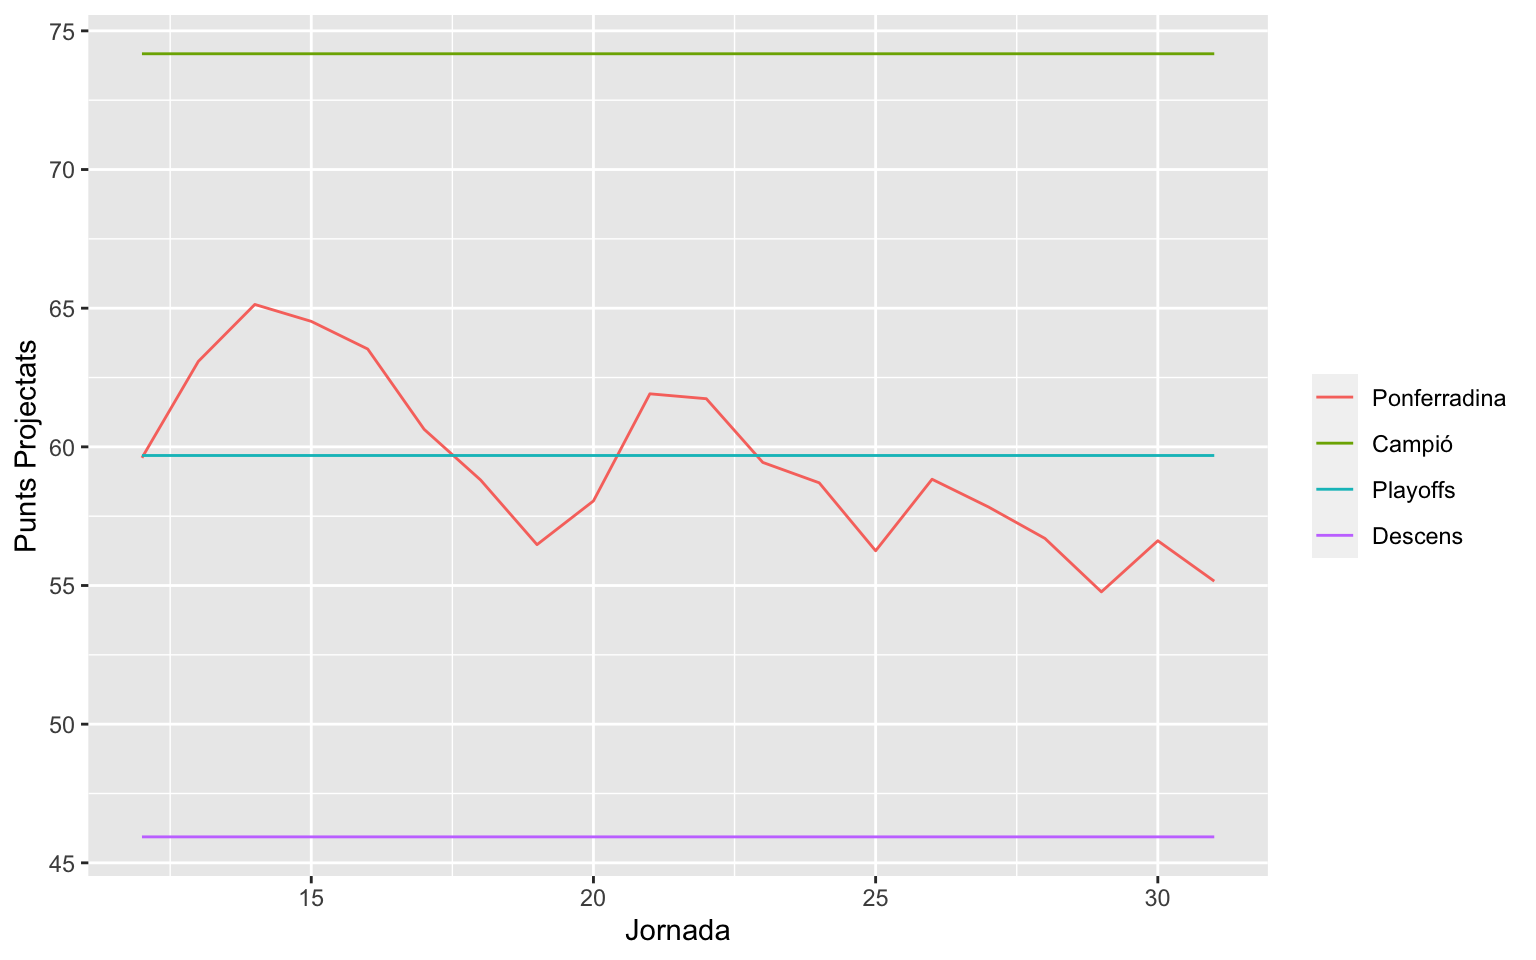 75
70
65
60
55
50
45
Punts Projectats
15 20 25 30
Jornada
Ponferradina
Campió
Playoffs
Descens